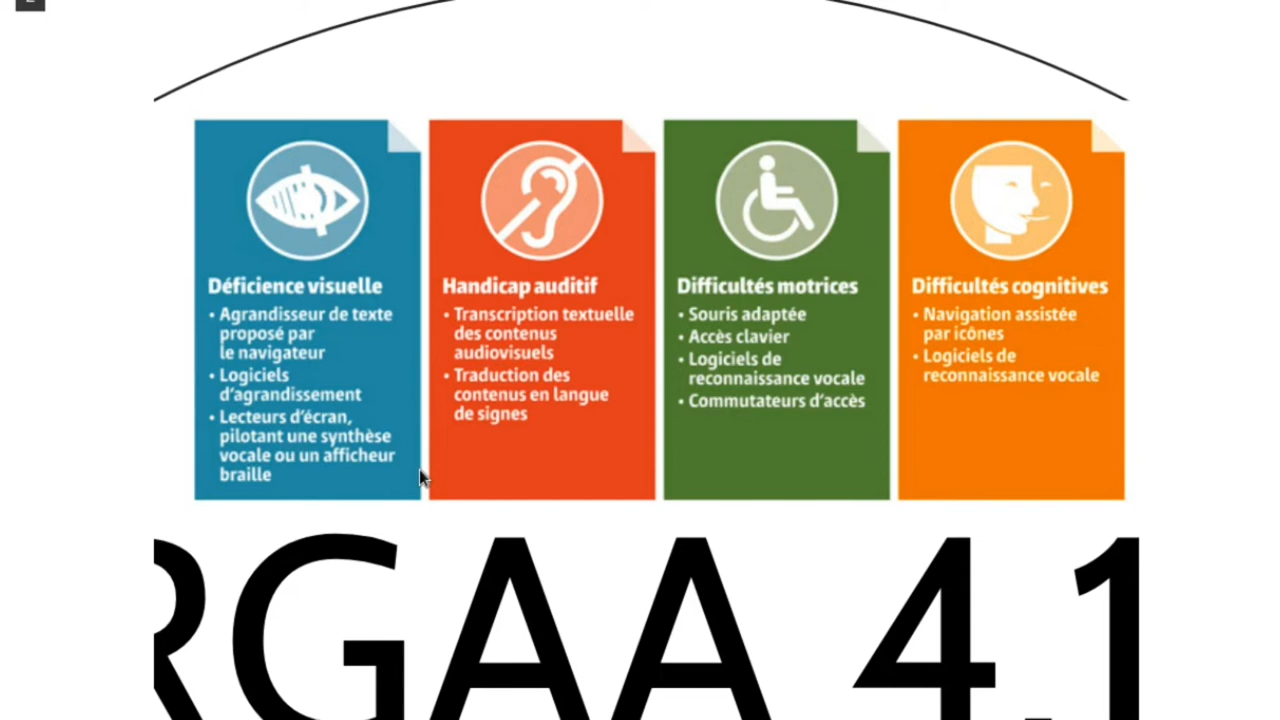 Déficience visuelle
• Agrandisseur de texte
proposé par
le navigateur
• Logiciels
d'agrandissement
• Lecteurs d'écran,
pilotant une synthèse
vocale ou un afficheur
braille
Handicap auditif
• Transcription textuelle
des contenus
audiovisuels
• Traduction des
contenus en langue
de signes
Difficultés motrices
• Souris adaptée
• Accès clavier
• Logiciels de
reconnaissance vocale
• Commutateurs d'accès
Difficultés cognitives
• Navigation assistée
par icônes
• Logiciels de
reconnaissance vocale
RGAA 4.1